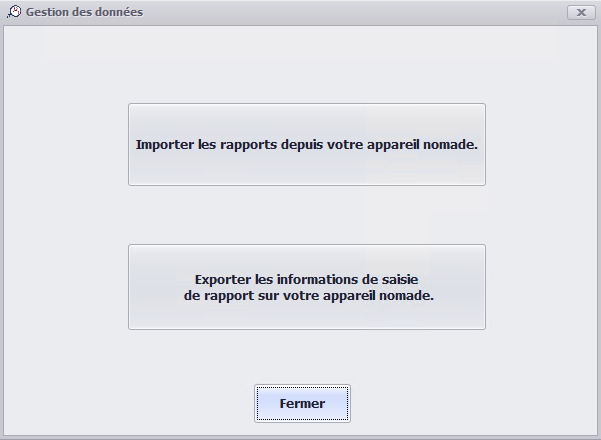 Gestion des données
Importer les rapports depuis votre appareil nomade.
Exporter les informations de saisie
de rapport sur votre appareil nomade.
Fermer